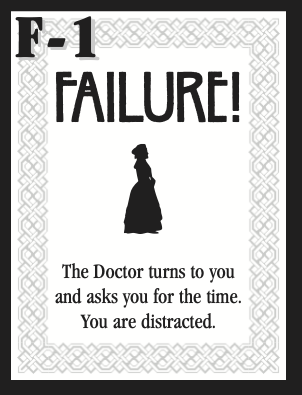 F-1
FAILURE!
The Doctor turns to you
and asks you for the time.
You are distracted.